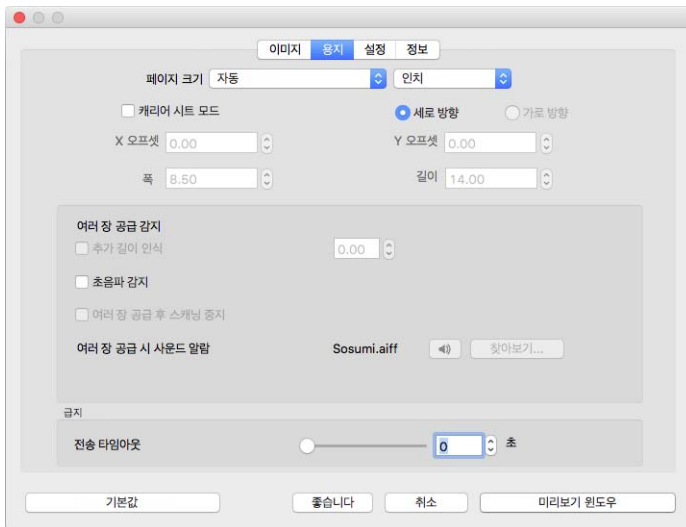 이미지 용지 설정 정보
페이지 크기 자동 인치
캐리어 시트 모드 세로 방향 가로 방향
X 오프셋 0.00 Y 오프셋 0.00
폭 8.50 길이 14.00
여러 장 공급 감지
추가 길이 인식 0.00
초음파 감지
여러 장 공급 후 스캐닝 중지
여러 장 공급 시 사운드 알람 Sosumi.aiff 찾아보기...
급지
전송 타임아웃 0 초
기본값 좋습니다 취소 미리보기 윈도우